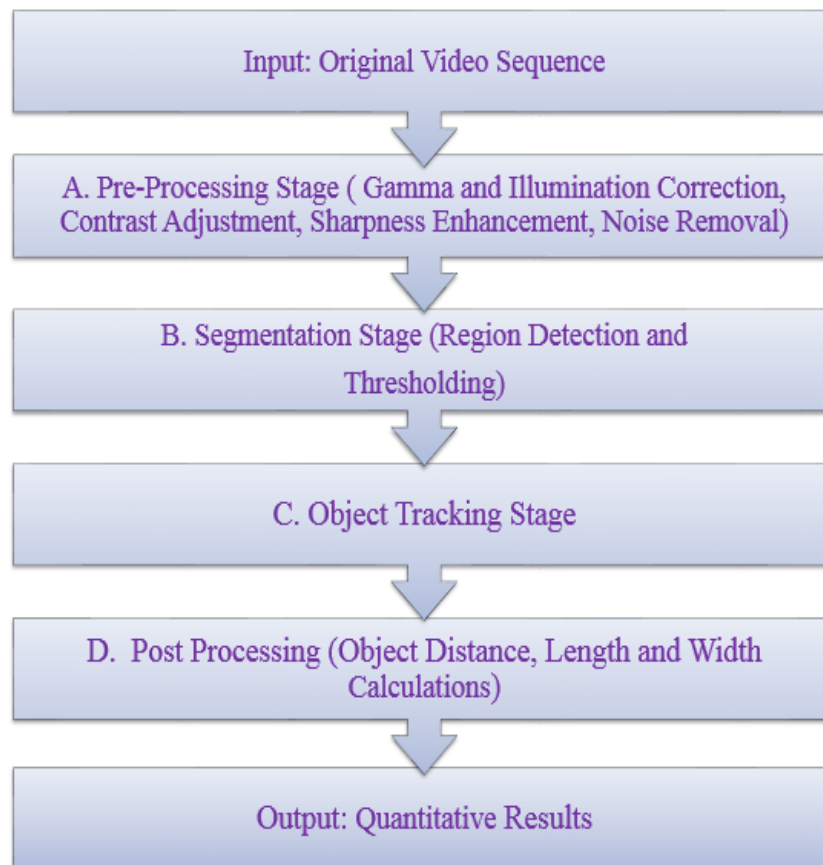 Input: Original Video Sequence
A. Pre-Processing Stage ( Gamma and Illumination Correction,
Contrast Adjustment, Sharpness Enhancement, Noise Removal)
B. Segmentation Stage (Region Detection and
Thresholding)
C. Object Tracking Stage
D. Post Processing (Object Distance, Length and Width
Calculations)
Output: Quantitative Results